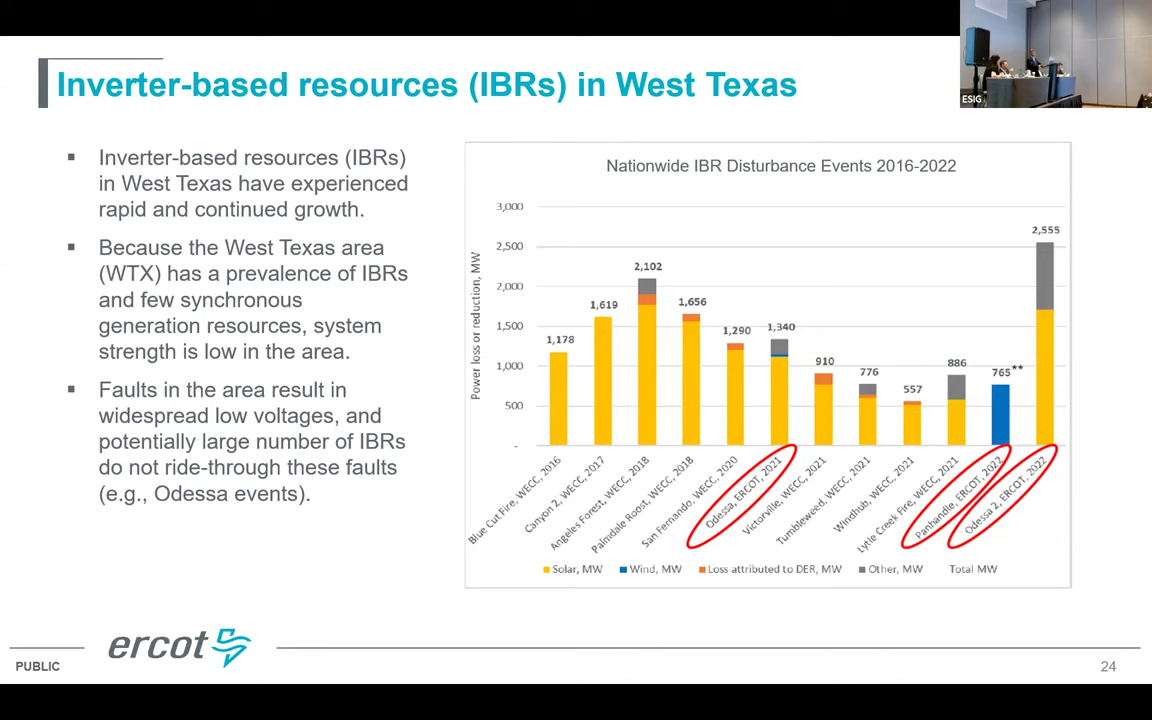 ESIG
Inverter-based resources (IBRs) in West Texas
▪ Inverter-based resources (IBRs)
in West Texas have experienced
rapid and continued growth.
▪ Because the West Texas area
(WTX) has a prevalence of IBRs
and few synchronous
generation resources, system
strength is low in the area.
▪ Faults in the area result in
widespread low voltages, and
potentially large number of IBRs
do not ride-through these faults
(e.g., Odessa events).
Nationwide IBR Disturbance Events 2016-2022
Power loss or reduction, MW
3,000
2,500
2,000
1,500
1,000
500
-
1,178
1,619
2,102
1,656
1,290
1,340
910
776
557
886
765**
2,555
Blue Cut Fire, WECC, 2016
Canyon 2, WECC, 2017
Angeles Forest, WECC, 2018
Palmdale Roost, WECC, 2018
San Fernando, WECC, 2020
Odessa, ERCOT, 2021
Victorville, WECC, 2021
Tumbleweed, WECC, 2021
Windhub, WECC, 2021
Lytle Creek Fire, WECC, 2021
Panhandle, ERCOT, 2022
Odessa 2, ERCOT, 2022
Solar, MW Wind, MW Loss attributed to DER, MW Other, MW Total MW
ercot
PUBLIC
24